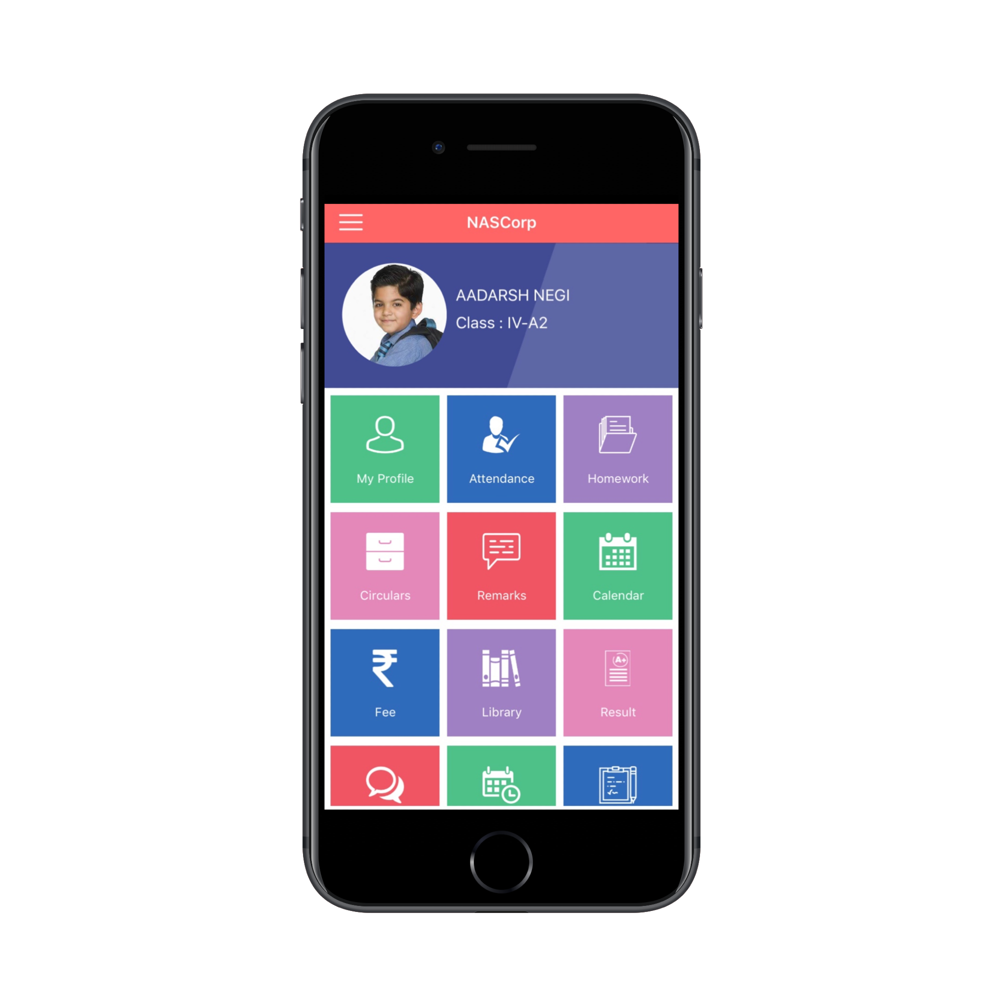 NASCorp
AADARSH NEGI
Class : IV-A2
My Profile
Attendance
Homework
Circulars
Remarks
Calendar
₹
A+
Fee
Library
Result